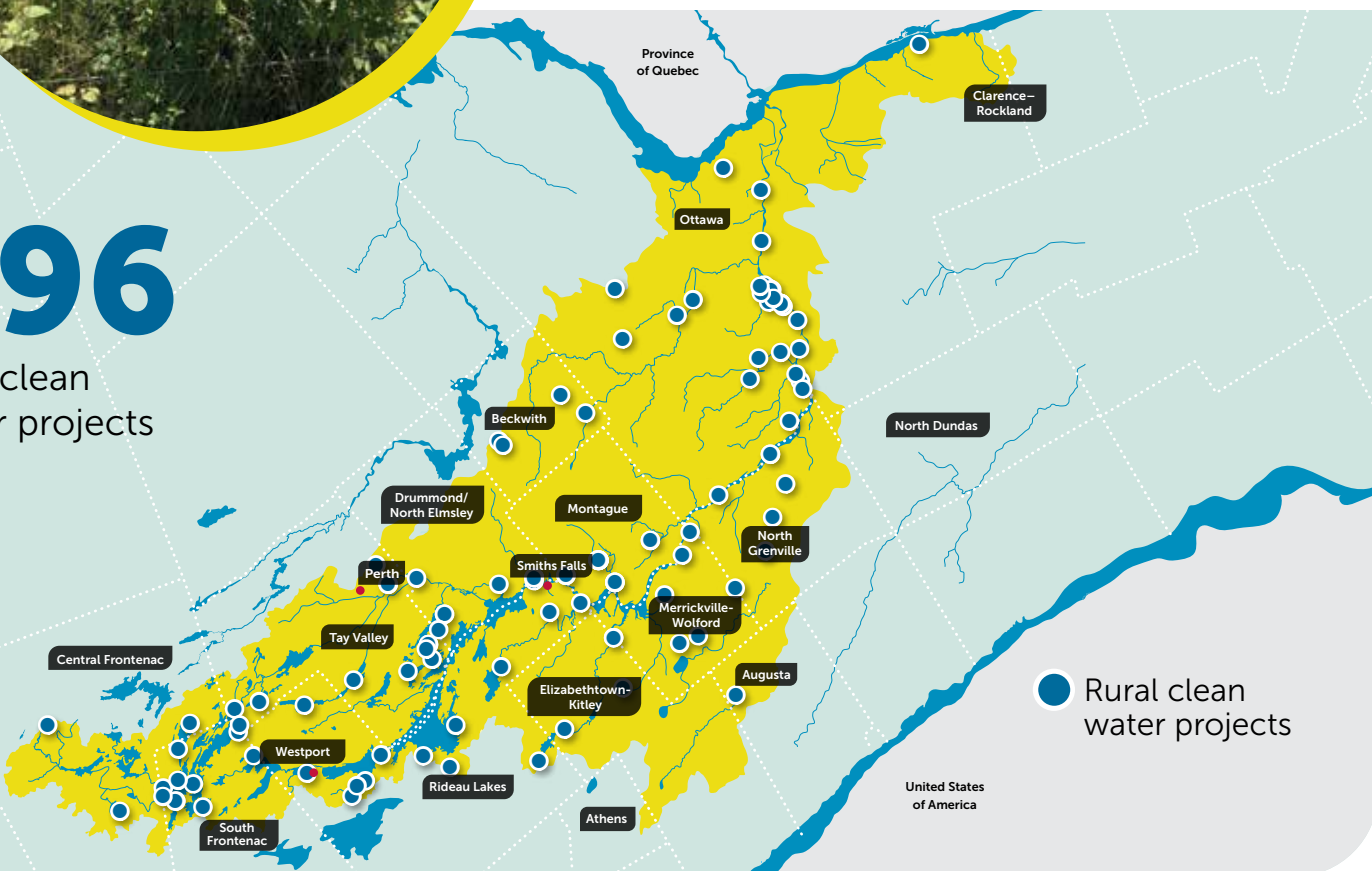 Province
of Quebec
Clarence–
Rockland
Ottawa
96
clean
projects
Beckwith
North Dundas
Drummond/
North Elmsley
Montague
North
Grenville
Perth
Smiths Falls
Merrickville-
Wolford
Tay Valley
Central Frontenac
Augusta
Elizabethtown-
Kitley
Rural clean
water projects
Westport
Rideau Lakes
United States
of America
Athens
South
Frontenac